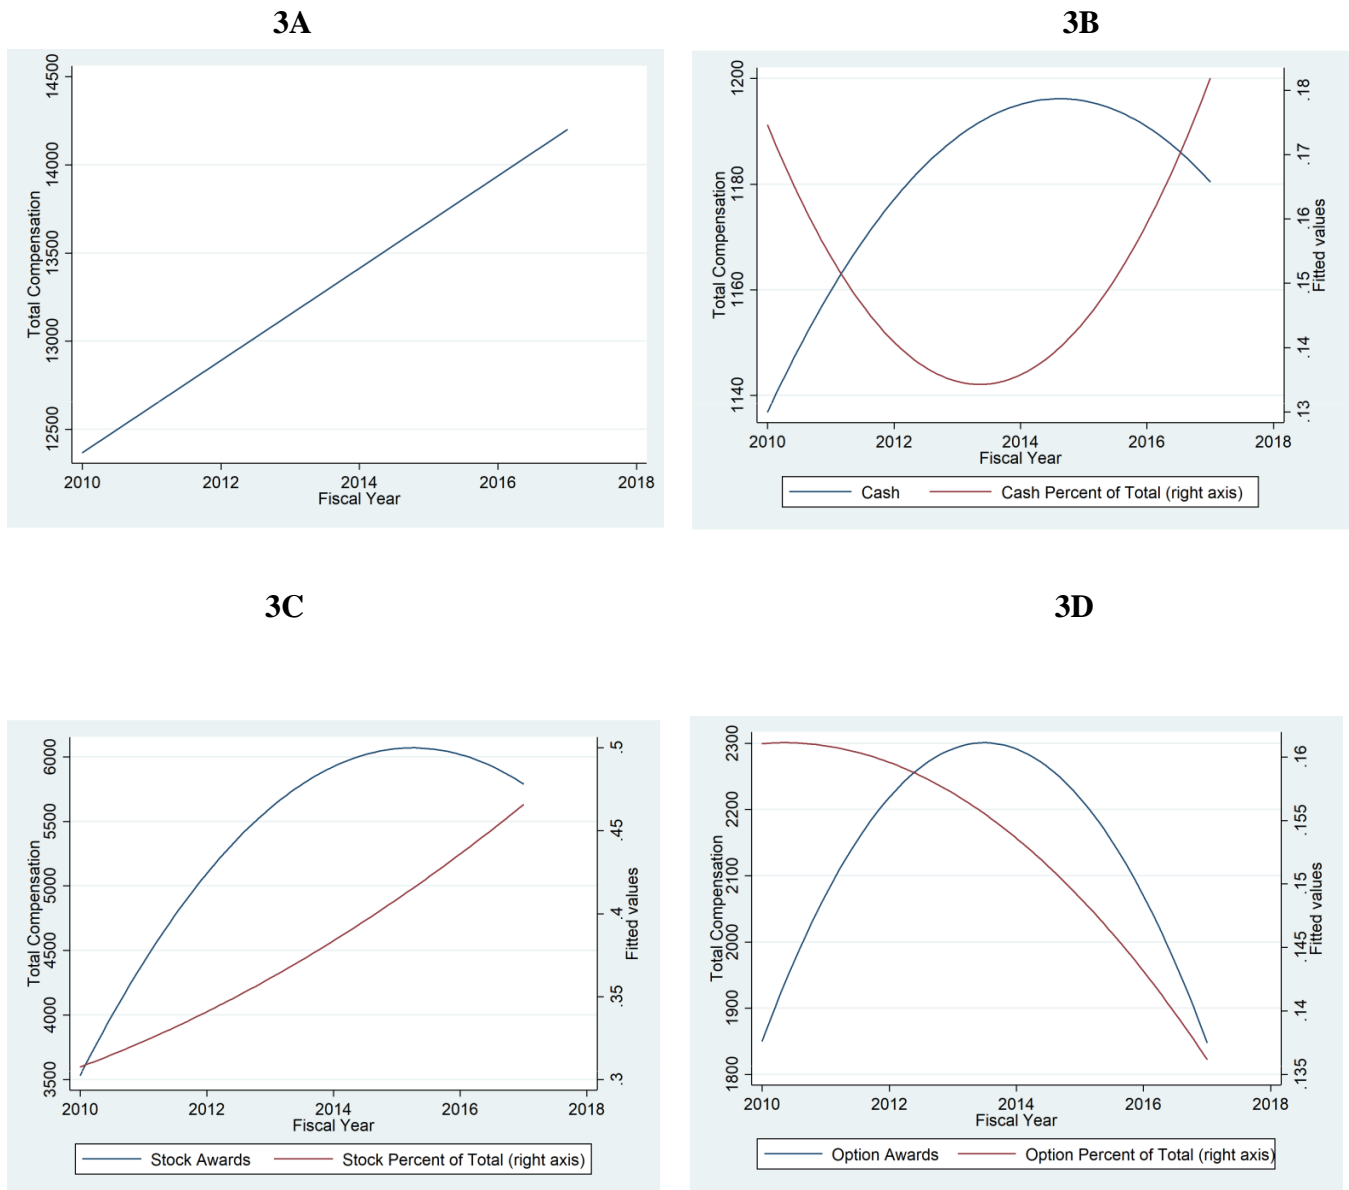 3A
3B
14500
14000
13500
13000
12500
Total Compensation
2010 2012 2014 2016 2018
Fiscal Year
1200
1180
1160
1140
Total Compensation
.18
.17
.16
.15
.14
.13
Fitted values
2010 2012 2014 2016 2018
Fiscal Year
Cash Cash Percent of Total (right axis)
3C
3D
6000
5500
5000
4500
4000
3500
Total Compensation
.5
.45
.4
.35
.3
Fitted values
2010 2012 2014 2016 2018
Fiscal Year
Stock Awards Stock Percent of Total (right axis)
2300
2200
2100
2000
1900
1800
Total Compensation
.16
.155
.15
.145
.14
.135
Fitted values
2010 2012 2014 2016 2018
Fiscal Year
Option Awards Option Percent of Total (right axis)